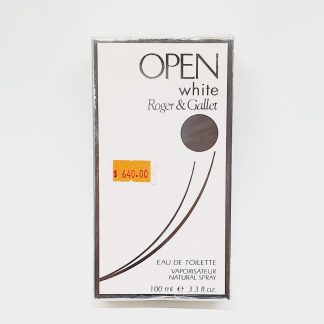 OPEN
white
Roger & Gallet
$ 640.00
EAU DE TOILETTE
VAPORISATEUR
NATURAL SPRAY
100 ml e 3.3 fl.oz.